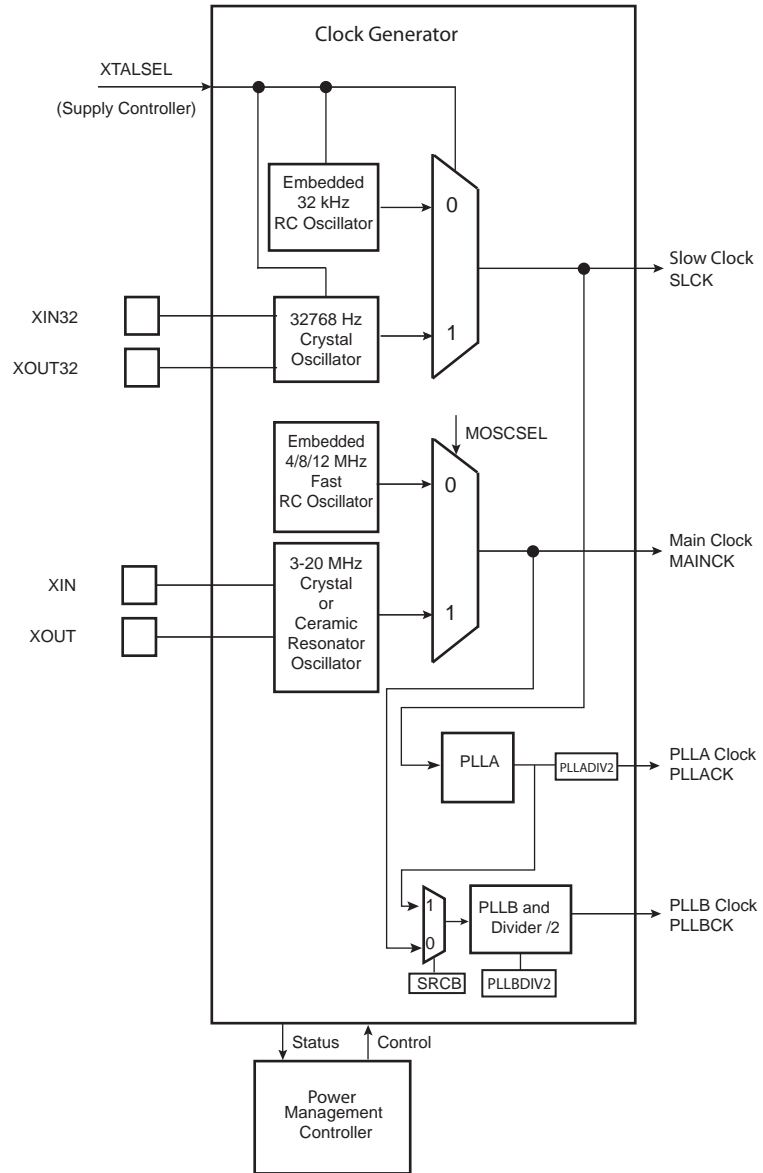 Clock Generator
XTALSEL
(Supply Controller)
Embedded
32 kHz
RC Oscillator
0
Slow Clock
SLCK
XIN32
XOUT32
32768 Hz
Crystal
Oscillator
1
MOSCSEL
Embedded
4/8/12 MHz
Fast
RC Oscillator
0
Main Clock
MAINCK
XIN
XOUT
3-20 MHz
Crystal
or
Ceramic
Resonator
Oscillator
1
PLLA
PLLADIV2
PLLA Clock
PLLACK
1
0
SRCB
PLLB and
Divider /2
PLLBDIV2
PLLB Clock
PLLBCK
Status
Control
Power
Management
Controller